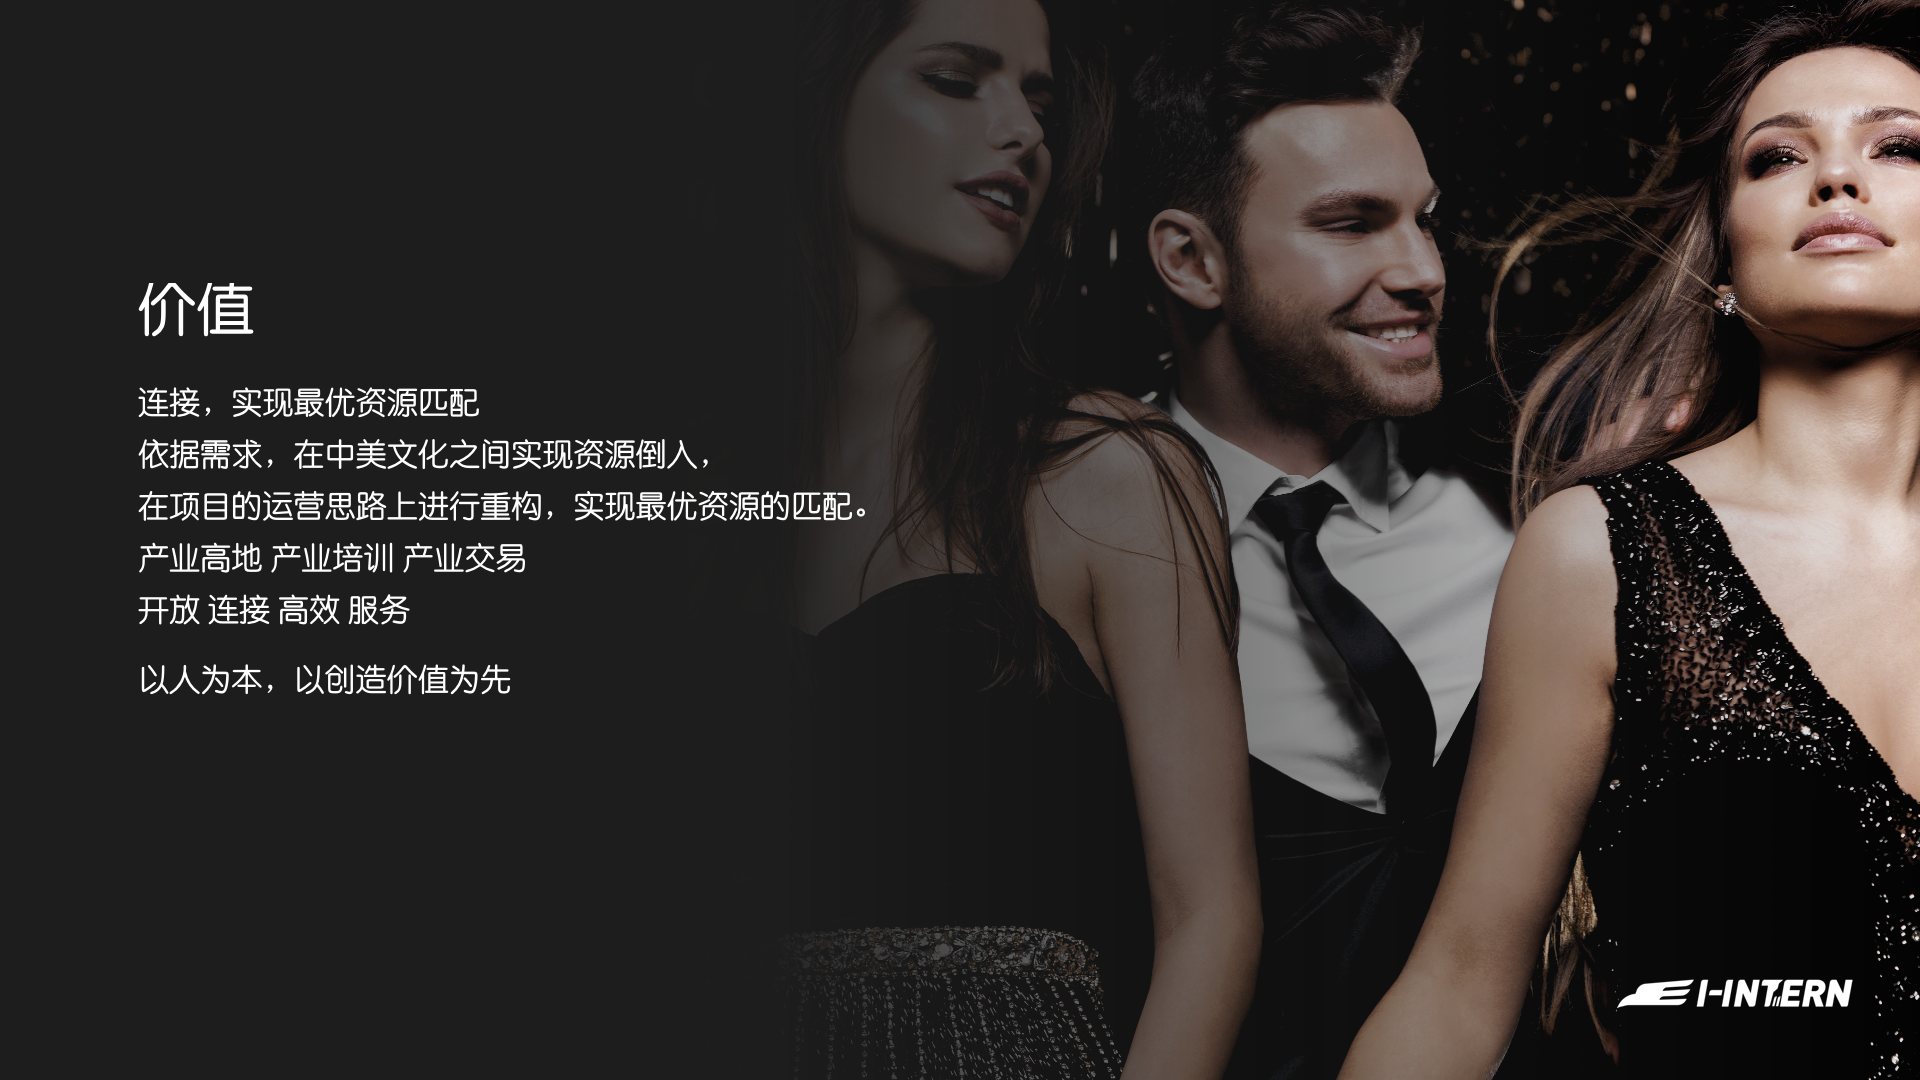 价值
连接，实现最优资源匹配
依据需求，在中美文化之间实现资源倒入，
在项目的运营思路上进行重构，实现最优资源的匹配。
产业高地 产业培训 产业交易
开放 连接 高效 服务
以人为本，以创造价值为先
I-INTERN